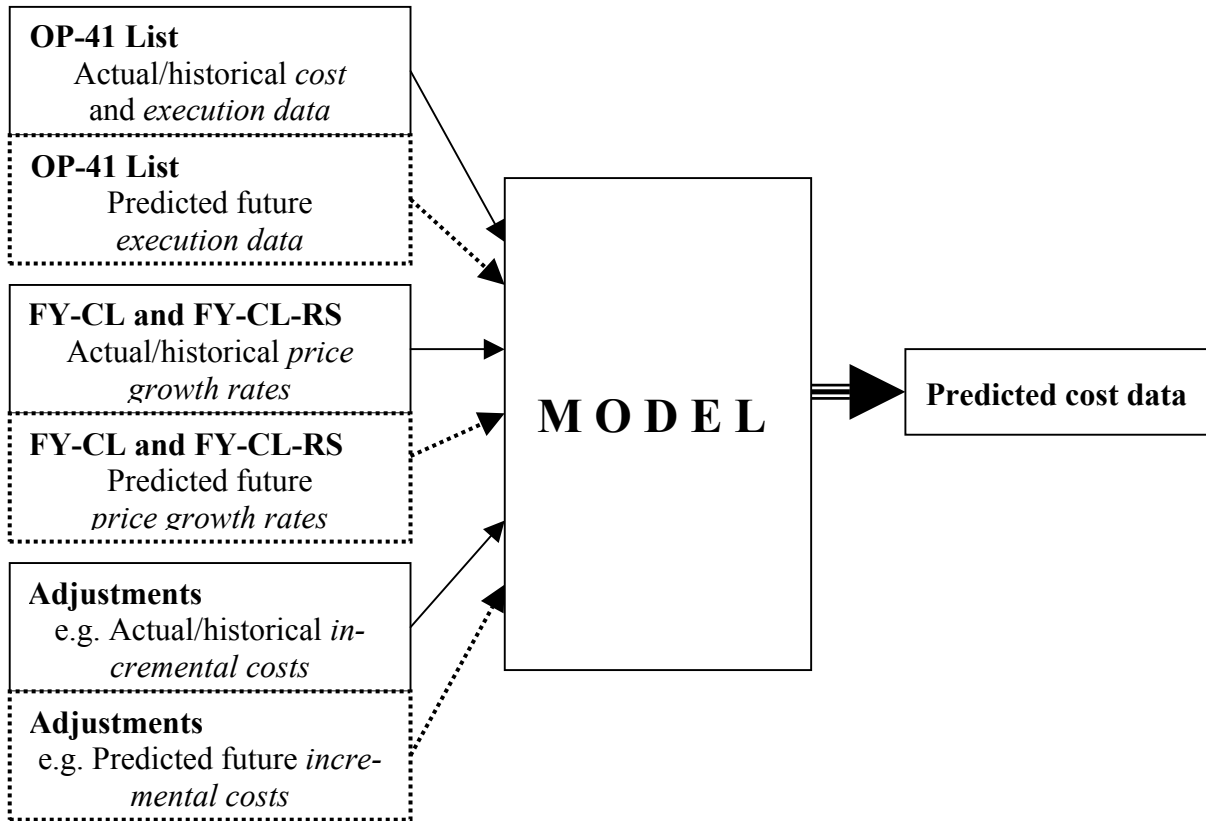 OP-41 List
Actual/historical cost
and execution data
OP-41 List
Predicted future
execution data
FY-CL and FY-CL-RS
Actual/historical price
growth rates
FY-CL and FY-CL-RS
Predicted future
price growth rates
Adjustments
e.g. Actual/historical in-
cremental costs
Adjustments
e.g. Predicted future incre-
mental costs
M O D E L
Predicted cost data